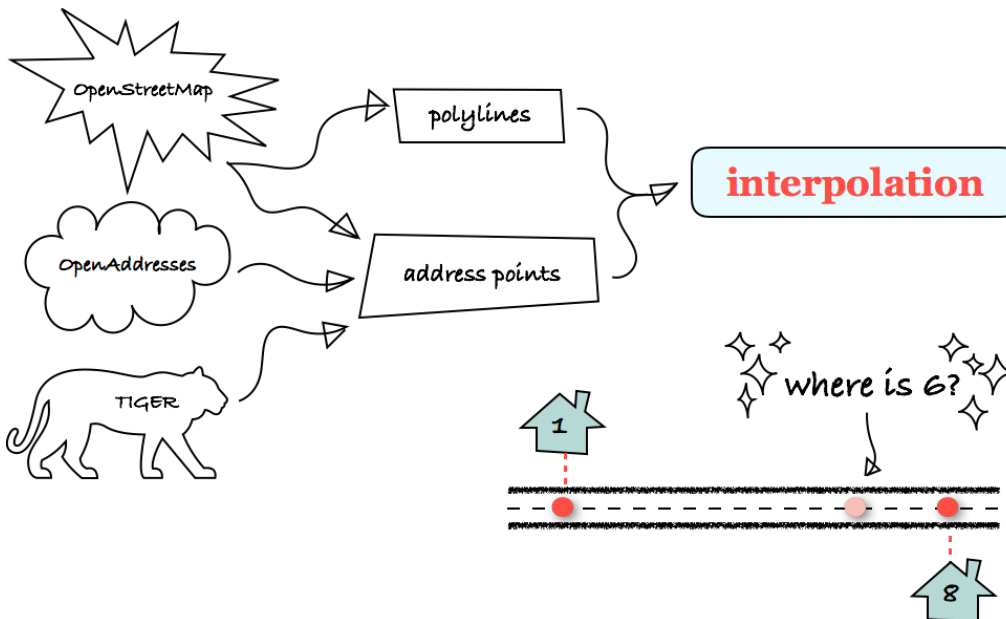 OpenStreetMap
polylines
interpolation
OpenAddresses
address points
TIGER
where is 6?
1
8